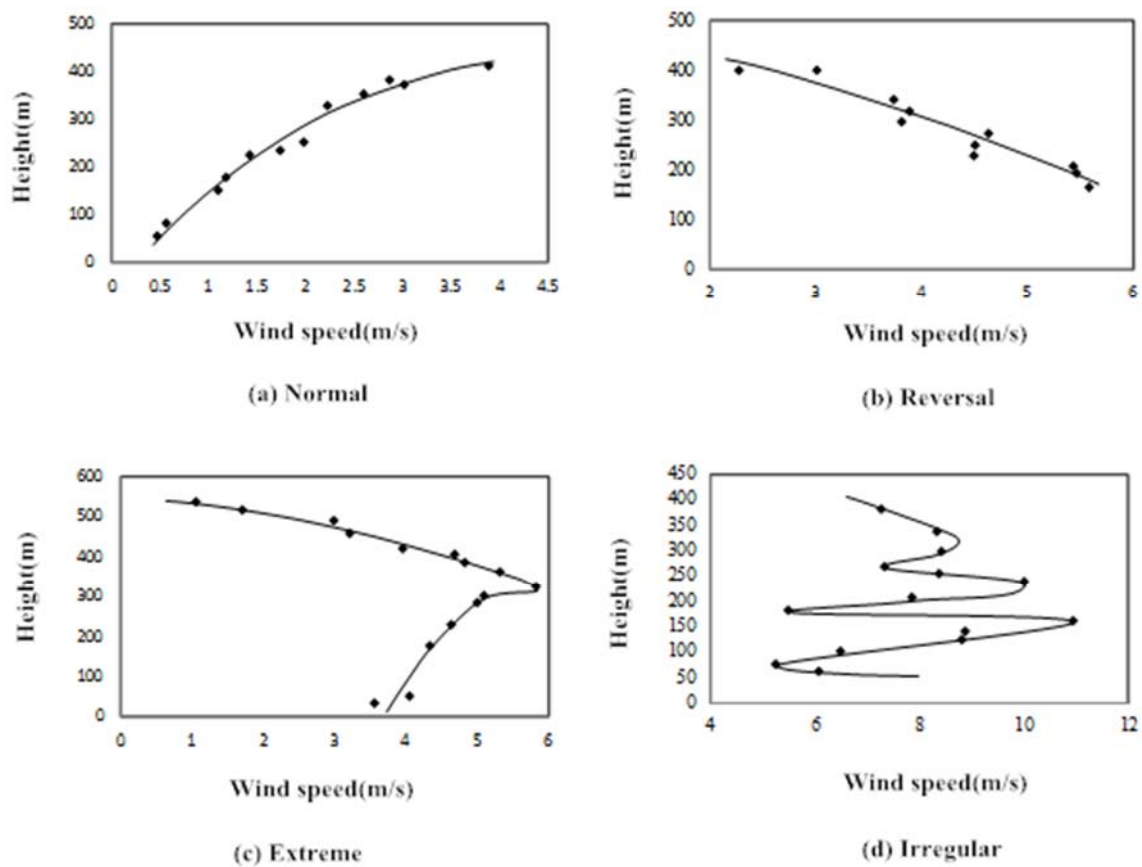 500
400
300
200
100
0
Height(m)
0 0.5 1 1.5 2 2.5 3 3.5 4 4.5
Wind speed(m/s)
(a) Normal
500
400
300
200
100
0
Height(m)
2 3 4 5 6
Wind speed(m/s)
(b) Reversal
600
500
400
300
200
100
0
Height(m)
0 1 2 3 4 5 6
Wind speed(m/s)
(c) Extreme
450
400
350
300
250
200
150
100
50
0
Height(m)
4 6 8 10 12
Wind speed(m/s)
(d) Irregular